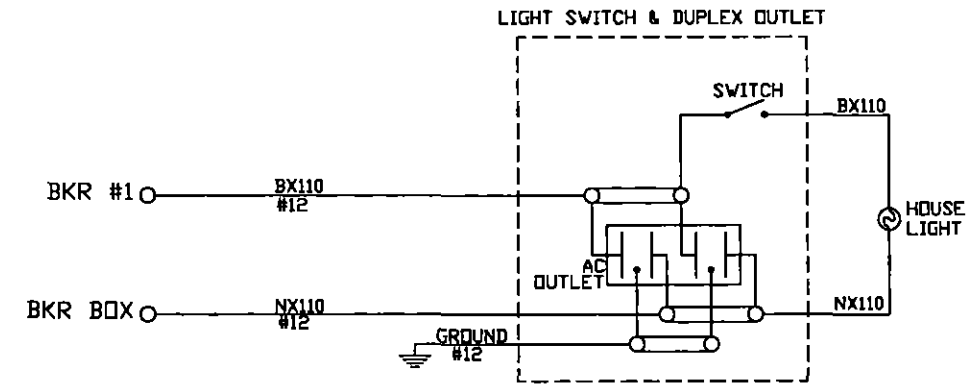 LIGHT SWITCH & DUPLEX OUTLET
SWITCH
BX110
BKR #1
BX110
#12
HOUSE
LIGHT
AC
OUTLET
BKR BOX
NX110
#12
NX110
GROUND
#12